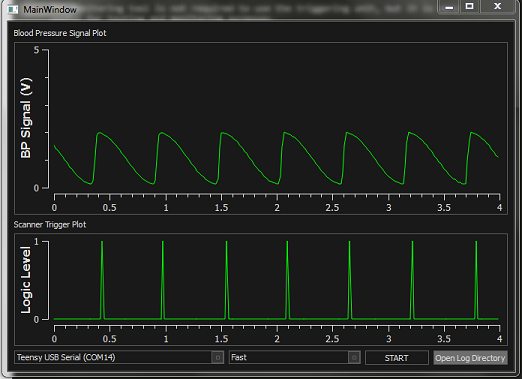 MainWindow
Blood Pressure Signal Plot
5
BP Signal (V)
0
0 0.5 1 1.5 2 2.5 3 3.5 4
Scanner Trigger Plot
1
Logic Level
0
0 0.5 1 1.5 2 2.5 3 3.5 4
Teensy USB Serial (COM14) Fast START Open Log Directory